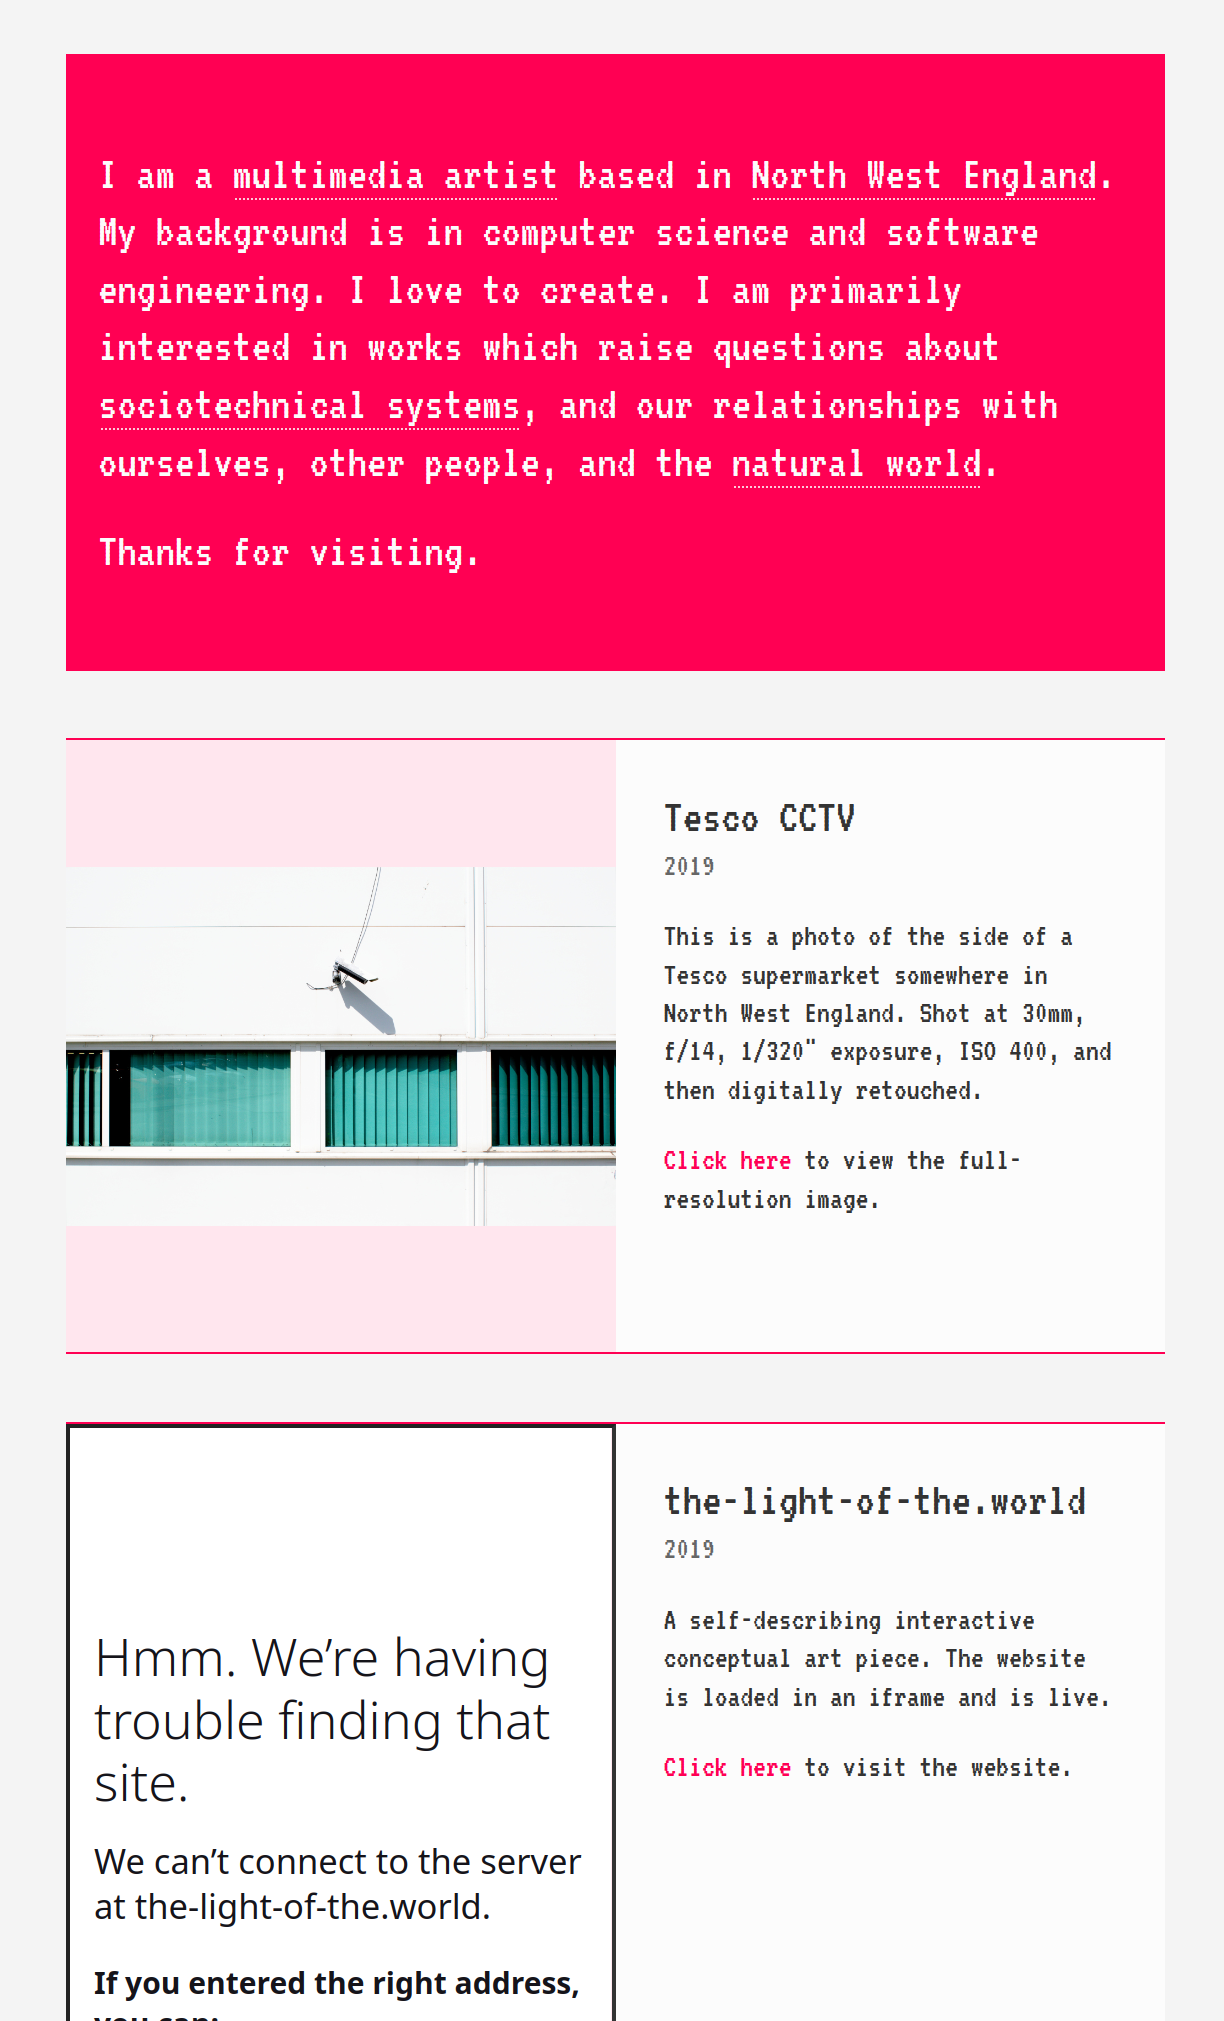 I am a multimedia artist based in North West England.
My background is in computer science and software
engineering. I love to create. I am primarily
interested in works which raise questions about
sociotechnical systems, and our relationships with
ourselves, other people, and the natural world.
Thanks for visiting.
Tesco CCTV
2019
This is a photo of the side of a
Tesco supermarket somewhere in
North West England. Shot at 30mm,
f/14, 1/320" exposure, ISO 400, and
then digitally retouched.
Click here to view the full-
resolution image.
Hmm. We’re having
trouble finding that
site.
We can’t connect to the server
at the-light-of-the.world.
If you entered the right address,
you can:
the-light-of-the.world
2019
A self-describing interactive
conceptual art piece. The website
is loaded in an iframe and is live.
Click here to visit the website.